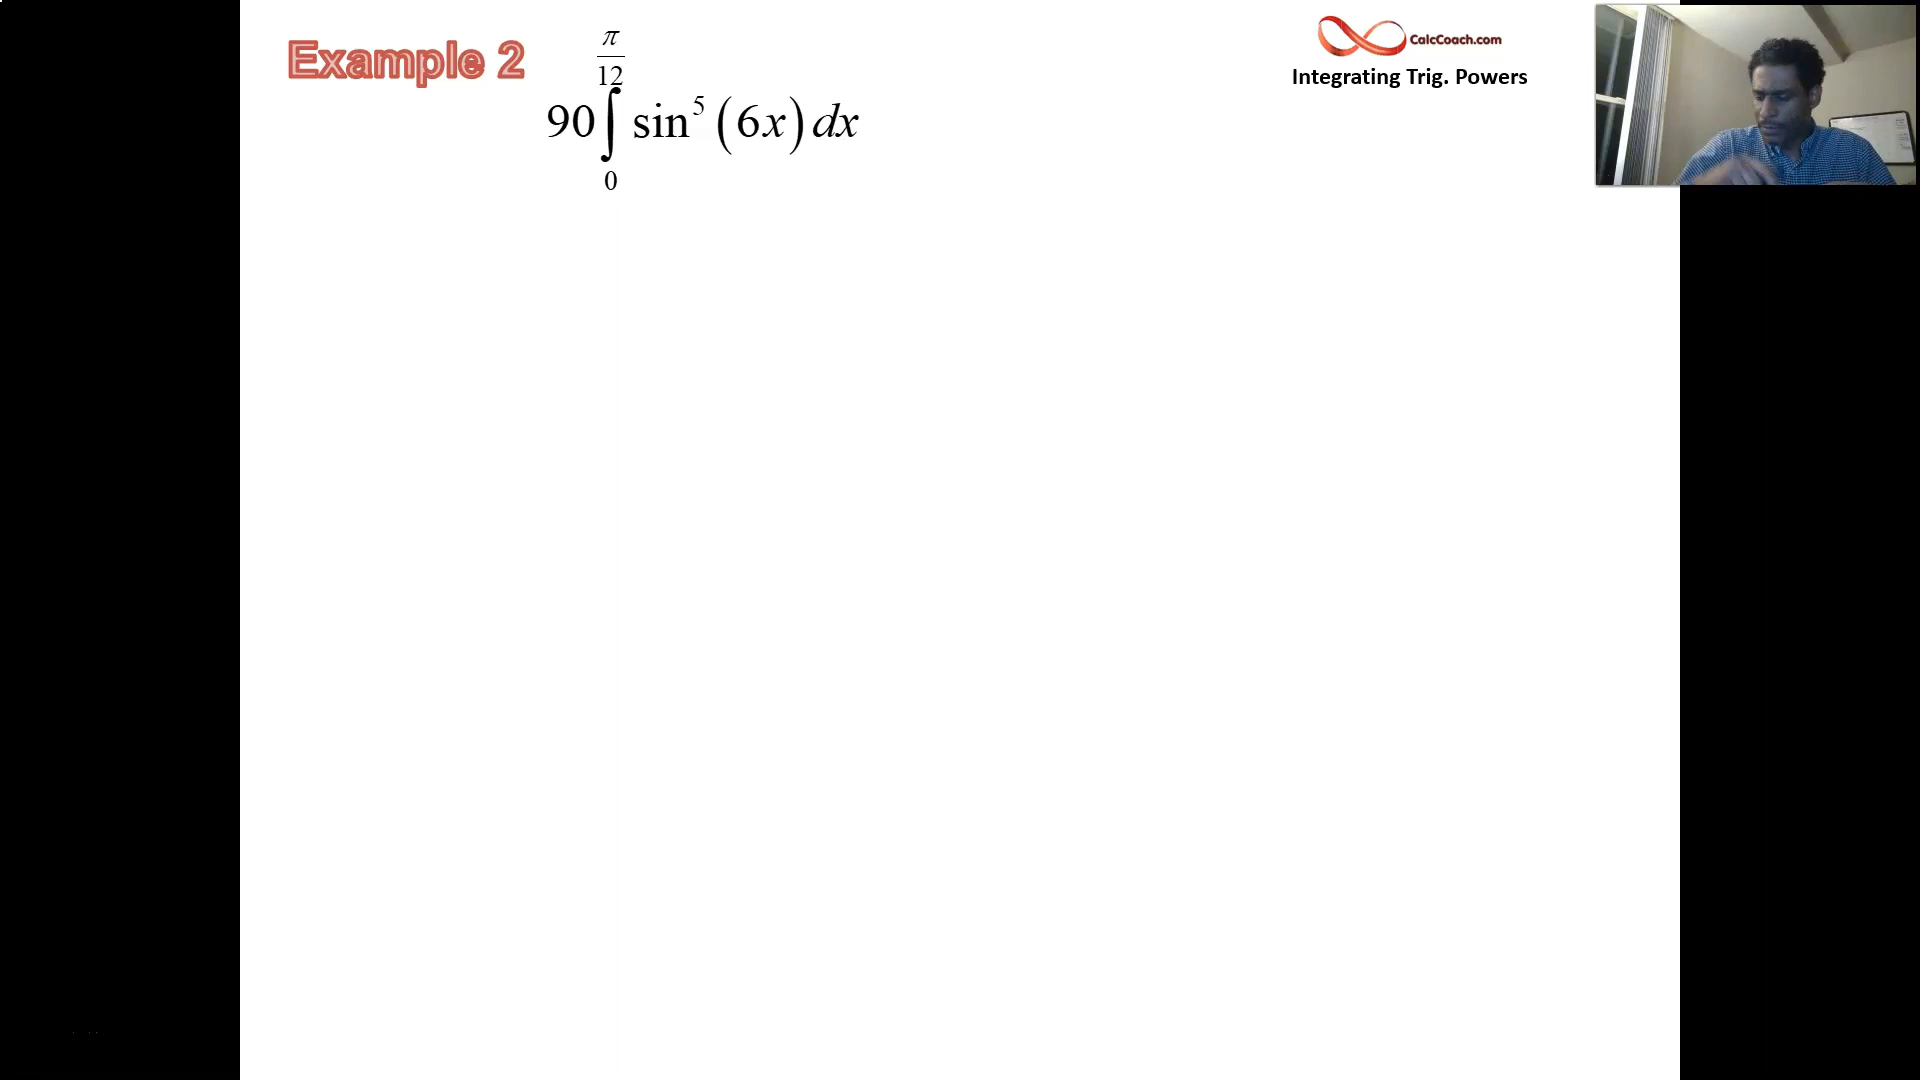 Example 2
90∫₀^{π/12} sin⁵(6x)dx
CalcCoach.com
Integrating Trig. Powers